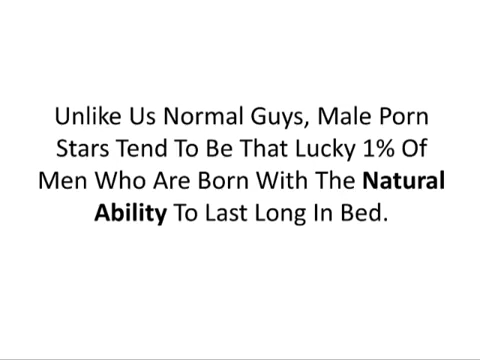 Unlike Us Normal Guys, Male Porn
Stars Tend To Be That Lucky 1% Of
Men Who Are Born With The Natural
Ability To Last Long In Bed.